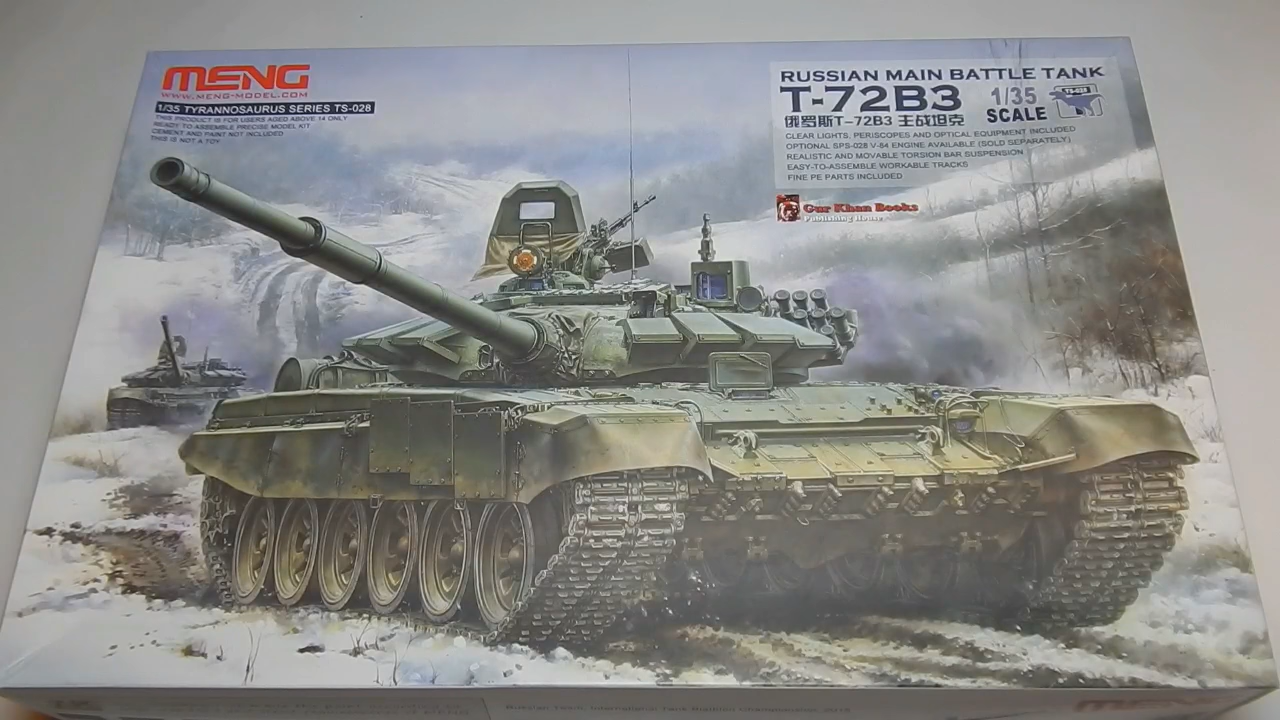 MENG
WWW.MENG-MODEL.COM
1/35 TYRANNOSAURUS SERIES TS-028
THIS PRODUCT IS FOR USERS AGED ABOVE 14 ONLY
READY TO ASSEMBLE PRECISE MODEL KIT
CEMENT AND PAINT NOT INCLUDED
THIS IS NOT A TOY
RUSSIAN MAIN BATTLE TANK
T-72B3
1/35
SCALE
TS-028
俄罗斯T-72B3 主战坦克
CLEAR LIGHTS, PERISCOPES AND OPTICAL EQUIPMENT INCLUDED
OPTIONAL SPS-028 V-84 ENGINE AVAILABLE (SOLD SEPARATELY)
REALISTIC AND MOVABLE TORSION BAR SUSPENSION
EASY-TO-ASSEMBLE WORKABLE TRACKS
FINE PE PARTS INCLUDED
Gur Khan Books
Publishing House